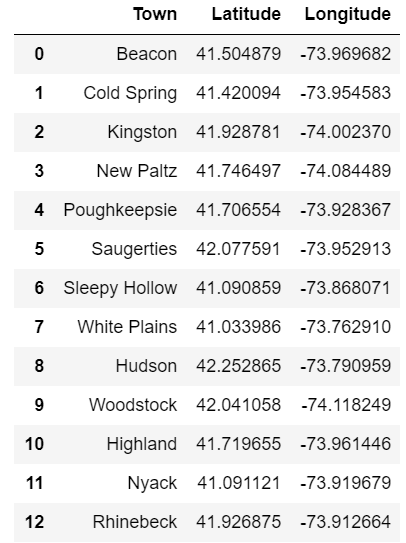 Town Latitude Longitude
0 Beacon 41.504879 -73.969682
1 Cold Spring 41.420094 -73.954583
2 Kingston 41.928781 -74.002370
3 New Paltz 41.746497 -74.084489
4 Poughkeepsie 41.706554 -73.928367
5 Saugerties 42.077591 -73.952913
6 Sleepy Hollow 41.090859 -73.868071
7 White Plains 41.033986 -73.762910
8 Hudson 42.252865 -73.790959
9 Woodstock 42.041058 -74.118249
10 Highland 41.719655 -73.961446
11 Nyack 41.091121 -73.919679
12 Rhinebeck 41.926875 -73.912664